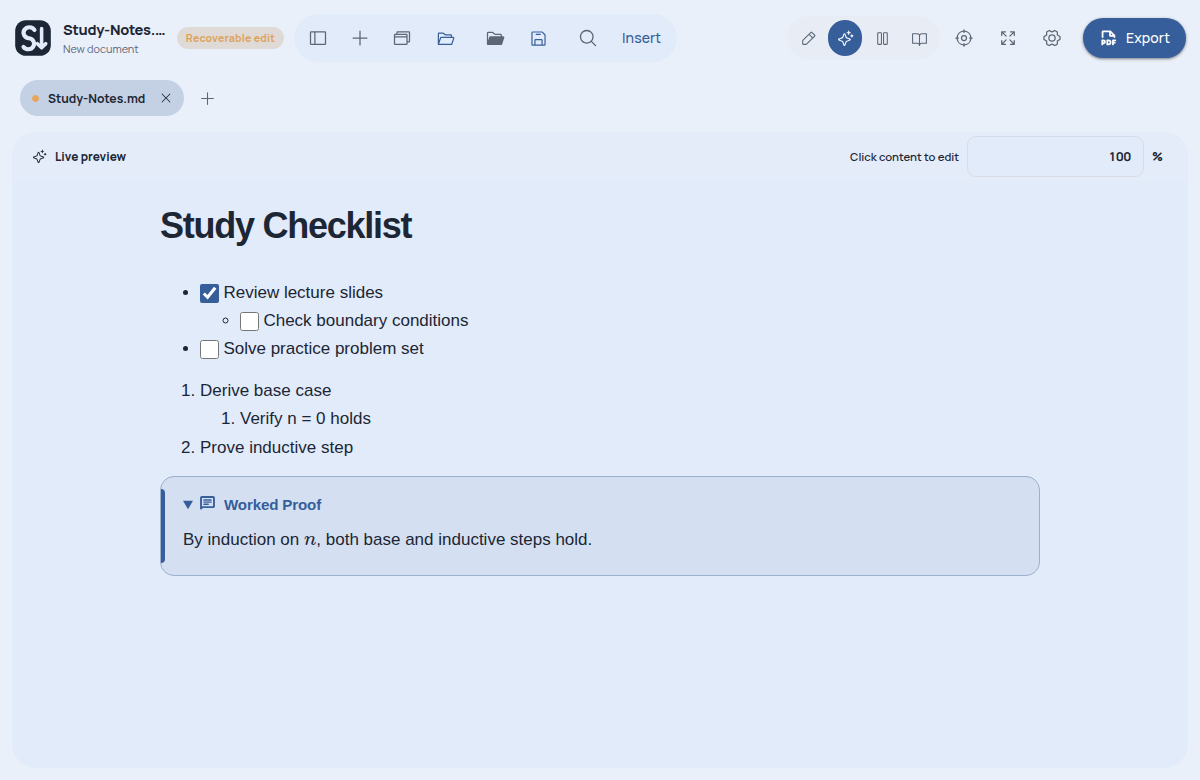 Study-Notes....
New document
Recoverable edit
Insert
PDF
Export
Study-Notes.md
Live preview
Click content to edit
100 %
Study Checklist
Review lecture slides
Check boundary conditions
Solve practice problem set
1. Derive base case
1. Verify n = 0 holds
2. Prove inductive step
Worked Proof
By induction on n, both base and inductive steps hold.